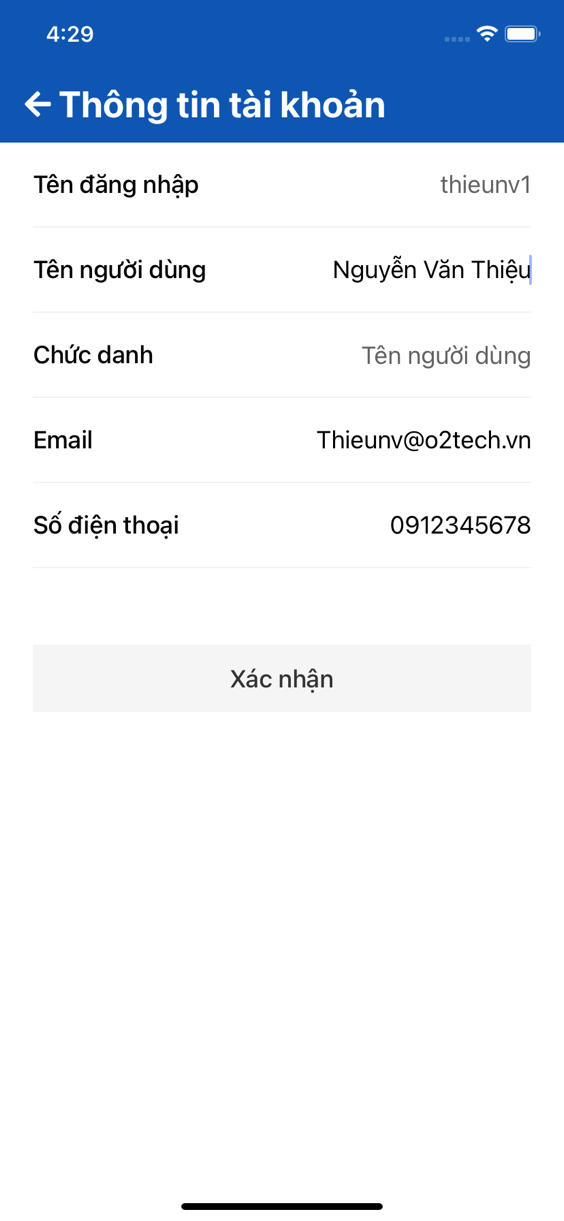 4:29
Thông tin tài khoản
Tên đăng nhập thieunv1
Tên người dùng Nguyễn Văn Thiệu
Chức danh Tên người dùng
Email Thieunv@o2tech.vn
Số điện thoại 0912345678
Xác nhận